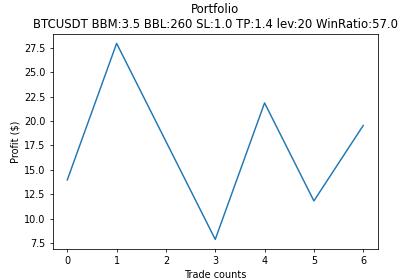 Portfolio
BTCUSDT BBM:3.5 BBL:260 SL:1.0 TP:1.4 lev:20 WinRatio:57.0
27.5
25.0
22.5
20.0
17.5
15.0
12.5
10.0
7.5
Profit ($)
0 1 2 3 4 5 6
Trade counts